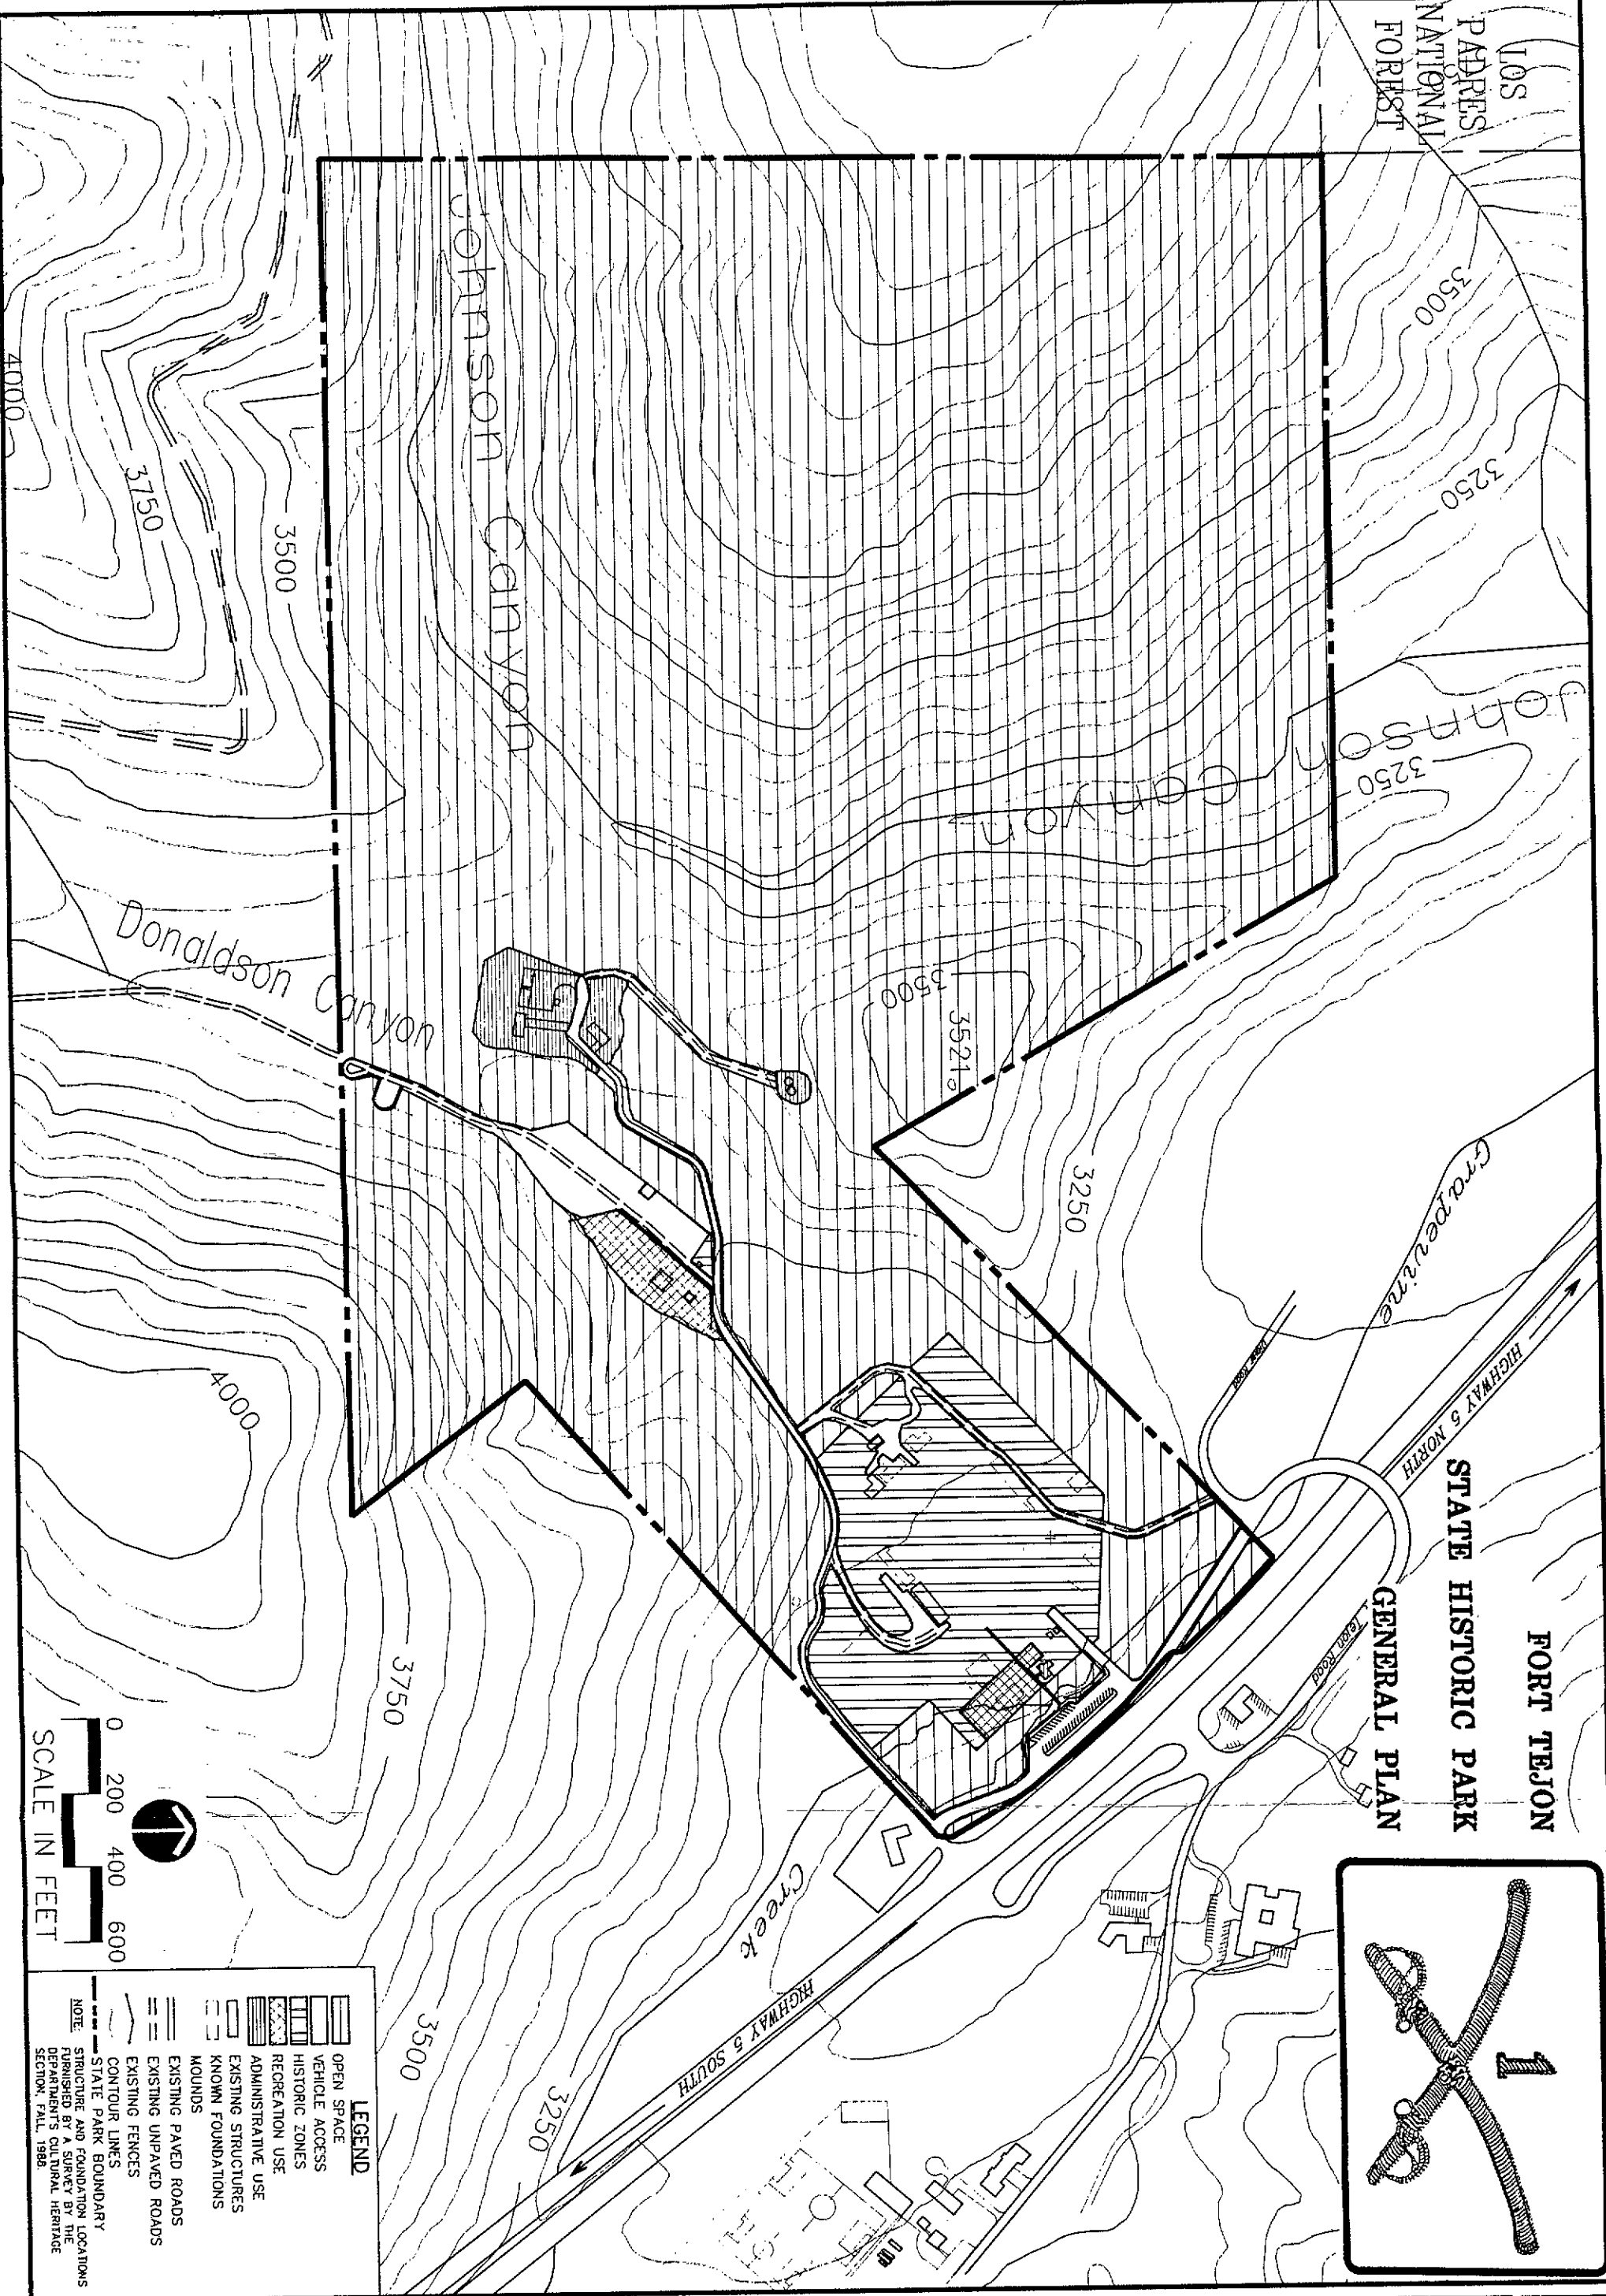 LOS
PADRES
NATIONAL
FOREST
FORT TEJON
STATE HISTORIC PARK
GENERAL PLAN
1
3500
3250
Johnson Canyon
3250
Grapevine
HIGHWAY 5 NORTH
Tejon Road
3250
3500
3521
Johnson Canyon
Donaldson Canyon
3500
3750
4000
4000
3750
3500
3250
Creek
HIGHWAY 5 SOUTH
0 200 400 600
SCALE IN FEET
LEGEND
OPEN SPACE
VEHICLE ACCESS
HISTORIC ZONES
RECREATION USE
ADMINISTRATIVE USE
EXISTING STRUCTURES
KNOWN FOUNDATIONS
MOUNDS
EXISTING PAVED ROADS
EXISTING UNPAVED ROADS
EXISTING FENCES
CONTOUR LINES
STATE PARK BOUNDARY
NOTE: STRUCTURE AND FOUNDATION LOCATIONS
FURNISHED BY A SURVEY BY THE
DEPARTMENT'S CULTURAL HERITAGE
SECTION, FALL, 1988.